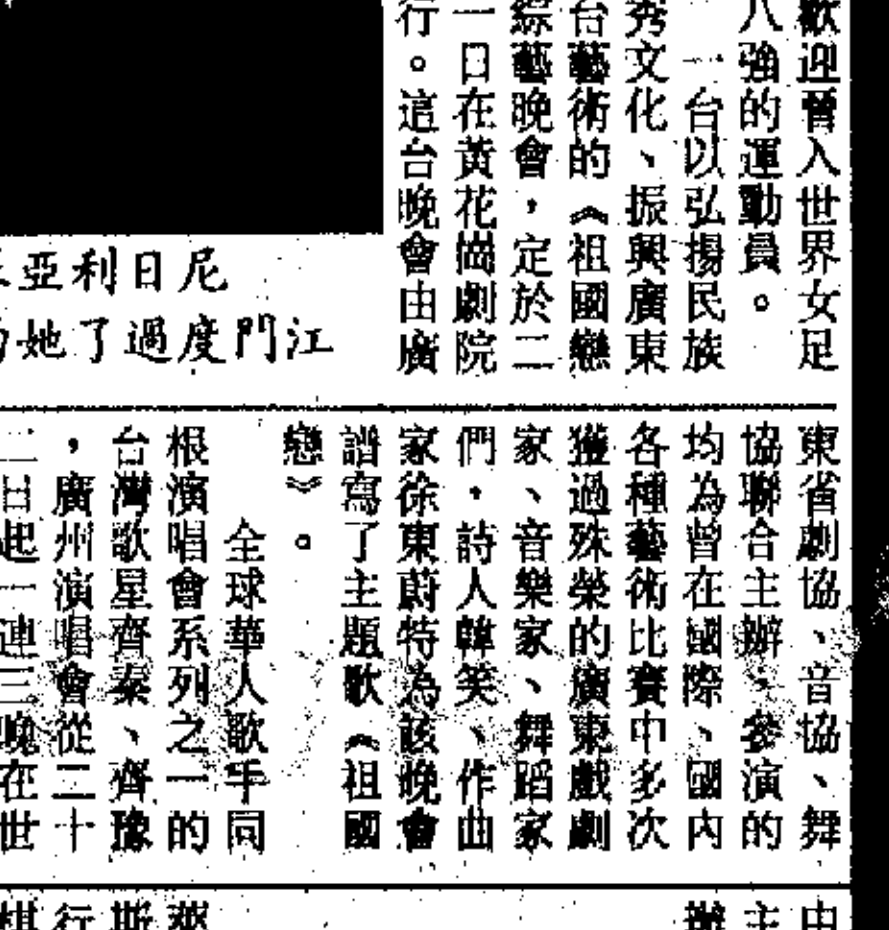 歡迎晉入世界女足
八強的運動員。
一台以弘揚民族
秀文化、振興廣東
台藝術的《祖國戀
綜藝晚會，定於二
一日在黃花崗劇院
行。這台晚會由廣
亞利日尼
她了過度門江
東省劇協、音協、舞
協聯合主辦、參演的
均為曾在國際、國內
各種藝術比賽中多次
獲過殊榮的廣東戲劇
家、音樂家、舞蹈家
們，詩人韓笑、作曲
家徐東蔚特為該晚會
譜寫了主題歌《祖國
戀》。
全球華人歌手同
根演唱會系列之一的
台灣歌星齊秦、齊豫
，廣州演唱會從二十
二日起一連三晚在世
由
主
辦
斯
行
棋